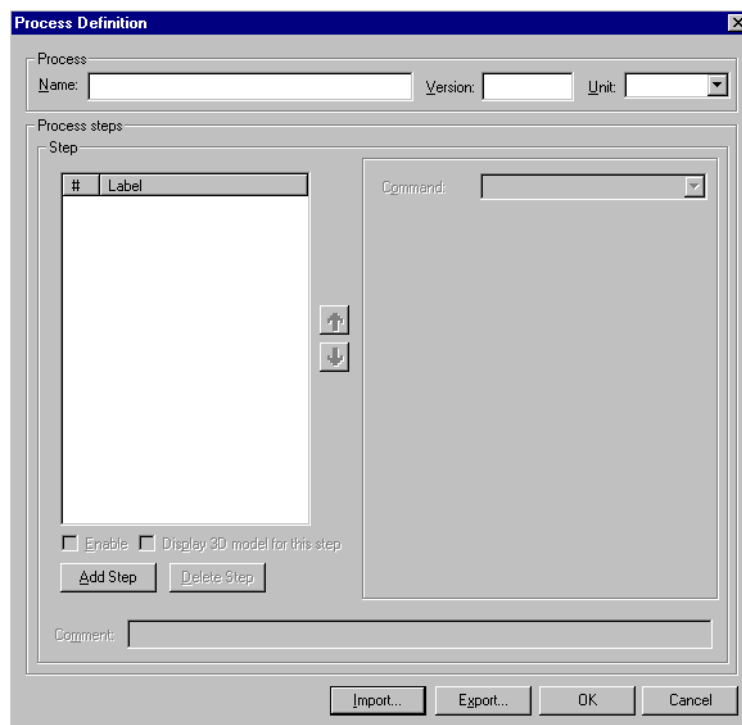 Process Definition
Process
Name:
Version:
Unit:
Process steps
Step
# Label
Command:
Enable
Display 3D model for this step
Add Step
Delete Step
Comment:
Import...
Export...
OK
Cancel